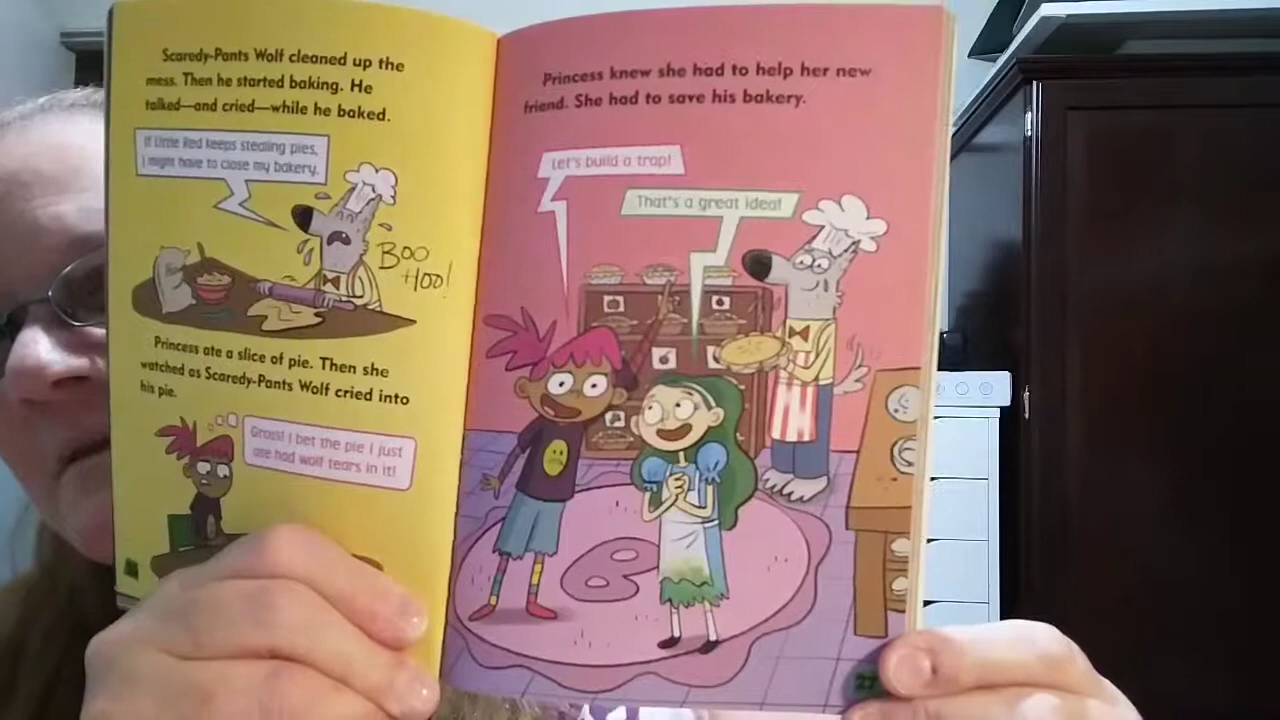 Scaredy-Pants Wolf cleaned up the
mess. Then he started baking. He
talked—and cried—while he baked.
If Little Red keeps stealing pies,
I might have to close my bakery.
BOO
HOO!
Princess ate a slice of pie. Then she
watched as Scaredy-Pants Wolf cried into
his pie.
Gross! I bet the pie I just
ate had wolf tears in it!
Princess knew she had to help her new
friend. She had to save his bakery.
Let's build a trap!
That's a great idea!
B
27